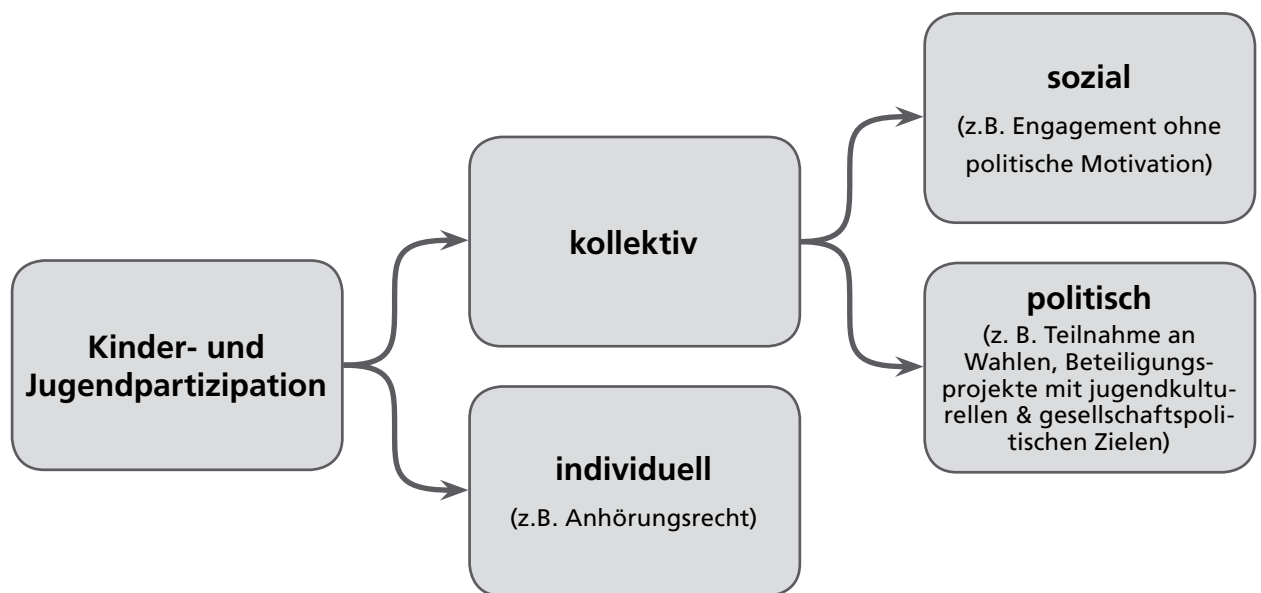 Kinder- und
Jugendpartizipation
kollektiv
individuell
(z.B. Anhörungsrecht)
sozial
(z.B. Engagement ohne
politische Motivation)
politisch
(z. B. Teilnahme an
Wahlen, Beteiligungs-
projekte mit jugendkultu-
rellen & gesellschaftspoli-
tischen Zielen)